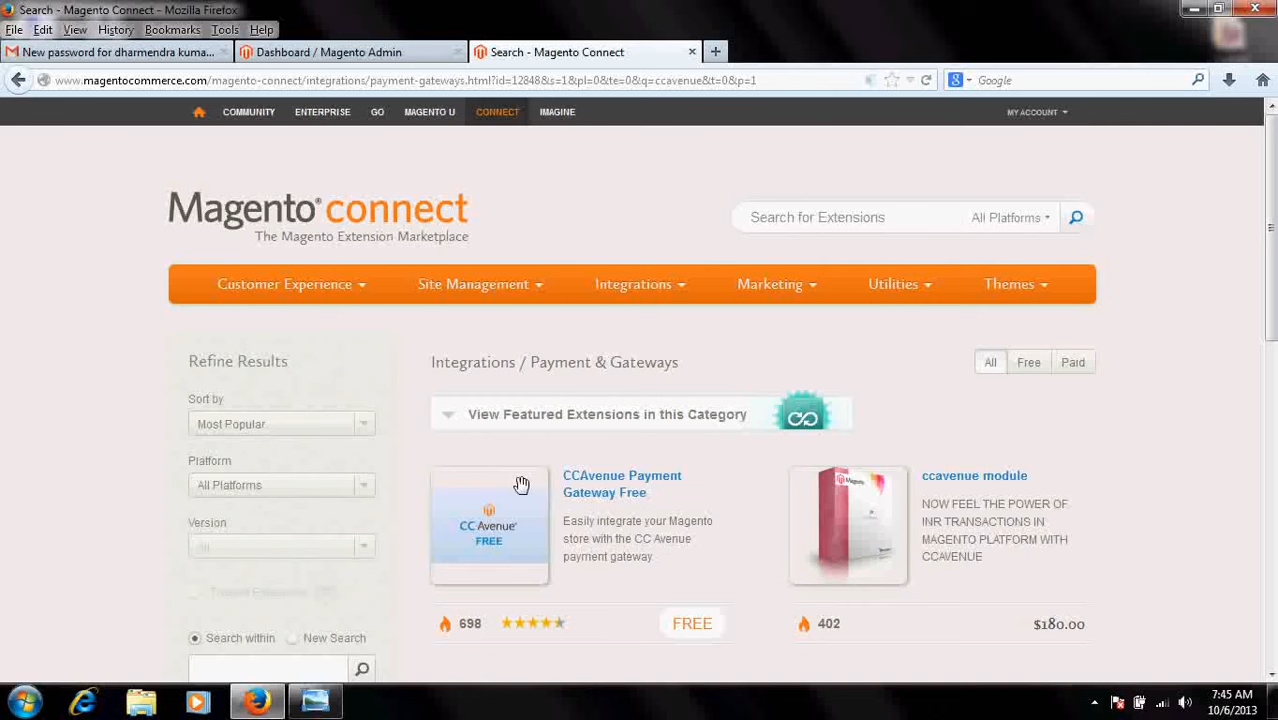 Search - Magento Connect - Mozilla Firefox
File Edit View History Bookmarks Tools Help
New password for dharmendra kuma...
Dashboard / Magento Admin
Search - Magento Connect
www.magentocommerce.com/magento-connect/integrations/payment-gateways.html?id=12848&s=1&pl=0&te=0&q=ccavenue&t=0&p=1
Google
COMMUNITY ENTERPRISE GO MAGENTO U CONNECT IMAGINE MY ACCOUNT
Magento® connect
The Magento Extension Marketplace
Search for Extensions All Platforms
Customer Experience Site Management Integrations Marketing Utilities Themes
Refine Results
Sort by
Most Popular
Platform
All Platforms
Version
All
Search within New Search
Integrations / Payment & Gateways
All Free Paid
View Featured Extensions in this Category
CC Avenue®
FREE
CCAvenue Payment
Gateway Free
Easily integrate your Magento
store with the CC Avenue
payment gateway.
698 FREE
Magento
ccavenue module
NOW FEEL THE POWER OF
INR TRANSACTIONS IN
MAGENTO PLATFORM WITH
CCAVENUE
402 $180.00
7:45 AM
10/6/2013